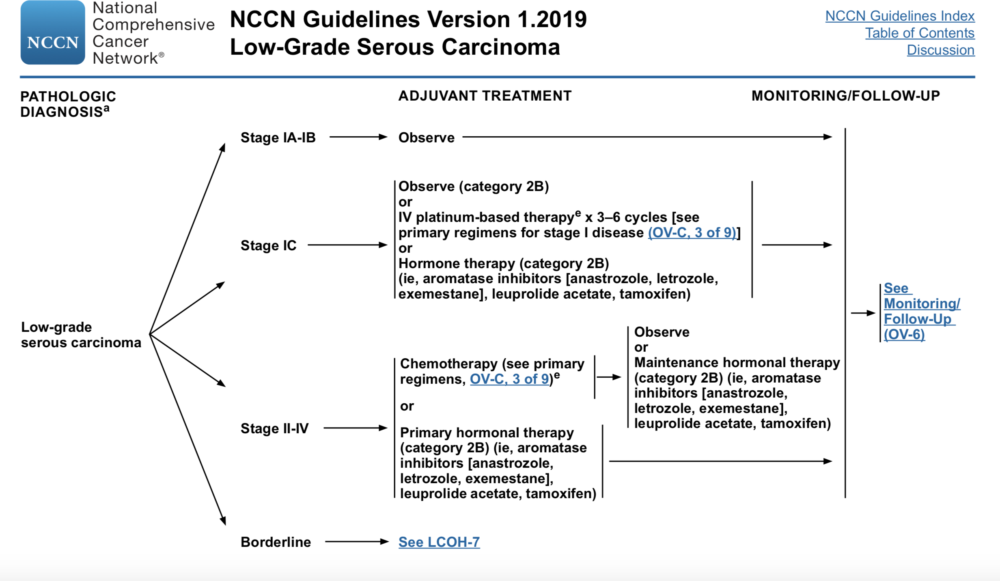 NCCN
National
Comprehensive
Cancer
Network®
NCCN Guidelines Version 1.2019
Low-Grade Serous Carcinoma
NCCN Guidelines Index
Table of Contents
Discussion
PATHOLOGIC
DIAGNOSISa
ADJUVANT TREATMENT
MONITORING/FOLLOW-UP
Low-grade
serous carcinoma
Stage IA-IB
Observe
Stage IC
Observe (category 2B)
or
IV platinum-based therapye x 3–6 cycles [see
primary regimens for stage I disease (OV-C, 3 of 9)]
or
Hormone therapy (category 2B)
(ie, aromatase inhibitors [anastrozole, letrozole,
exemestane], leuprolide acetate, tamoxifen)
Stage II-IV
Chemotherapy (see primary
regimens, OV-C, 3 of 9)e
or
Primary hormonal therapy
(category 2B) (ie, aromatase
inhibitors [anastrozole,
letrozole, exemestane],
leuprolide acetate, tamoxifen)
Observe
or
Maintenance hormonal therapy
(category 2B) (ie, aromatase
inhibitors [anastrozole,
letrozole, exemestane],
leuprolide acetate, tamoxifen)
Borderline
See LCOH-7
See
Monitoring/
Follow-Up
(OV-6)